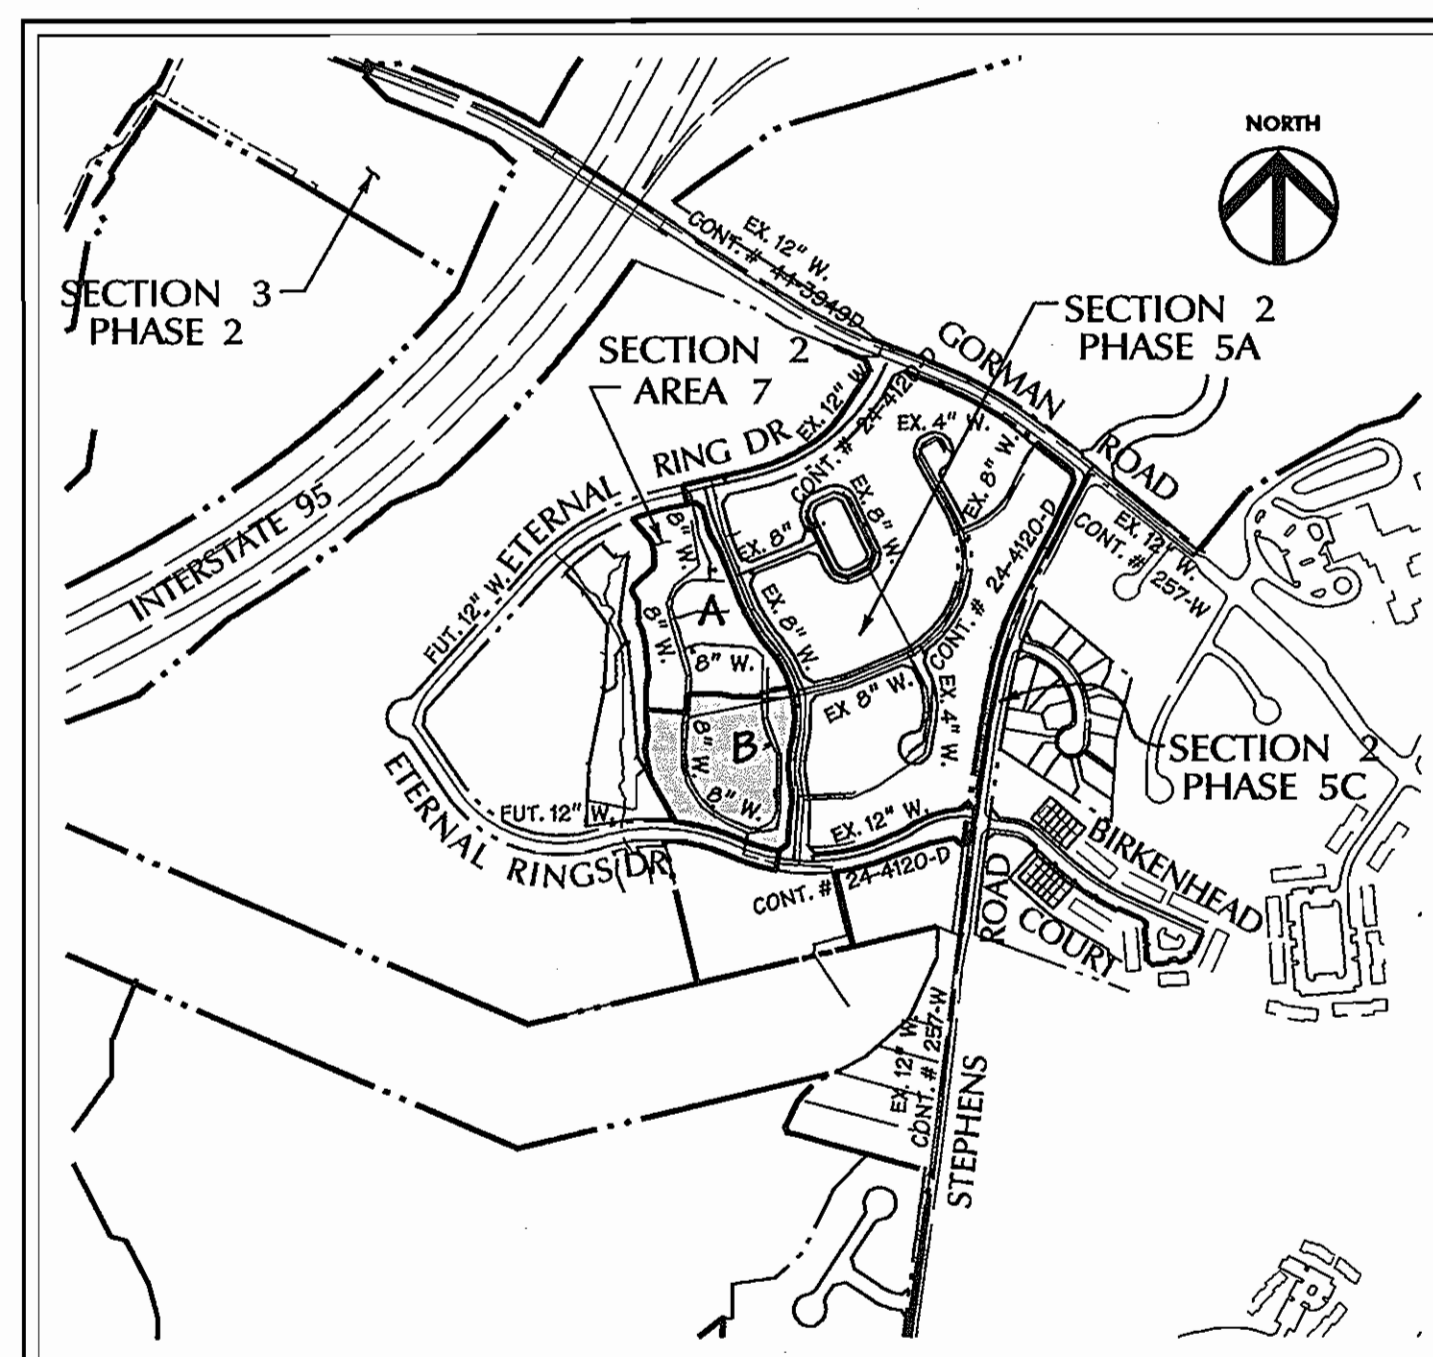 NORTH
EX. 12" W.
CONT. # 44-3949D
SECTION 3
PHASE 2
SECTION 2
PHASE 5A
GORMAN
ROAD
SECTION 2
AREA 7
EX. 12" W.
CONT. # 24-4120-D
EX. 4" W.
EX. 8" W.
ETERNAL RING DR
EX. 8" W.
EX. 8"
8" W.
INTERSTATE 95
FUT. 12" W.
8" W.
A
EX. 8" W.
8" W.
CONT. # 24-4120-D
EX. 12" W.
CONT. # 257-W
EX 8" W.
EX. 4" W.
B
8" W.
8" W.
SECTION 2
PHASE 5C
ETERNAL RINGS DR
FUT. 12" W.
EX. 12" W.
CONT. # 24-4120-D
BIRKENHEAD
COURT
ROAD
EX. 12" W.
CONT. # 257-W
STEPHENS